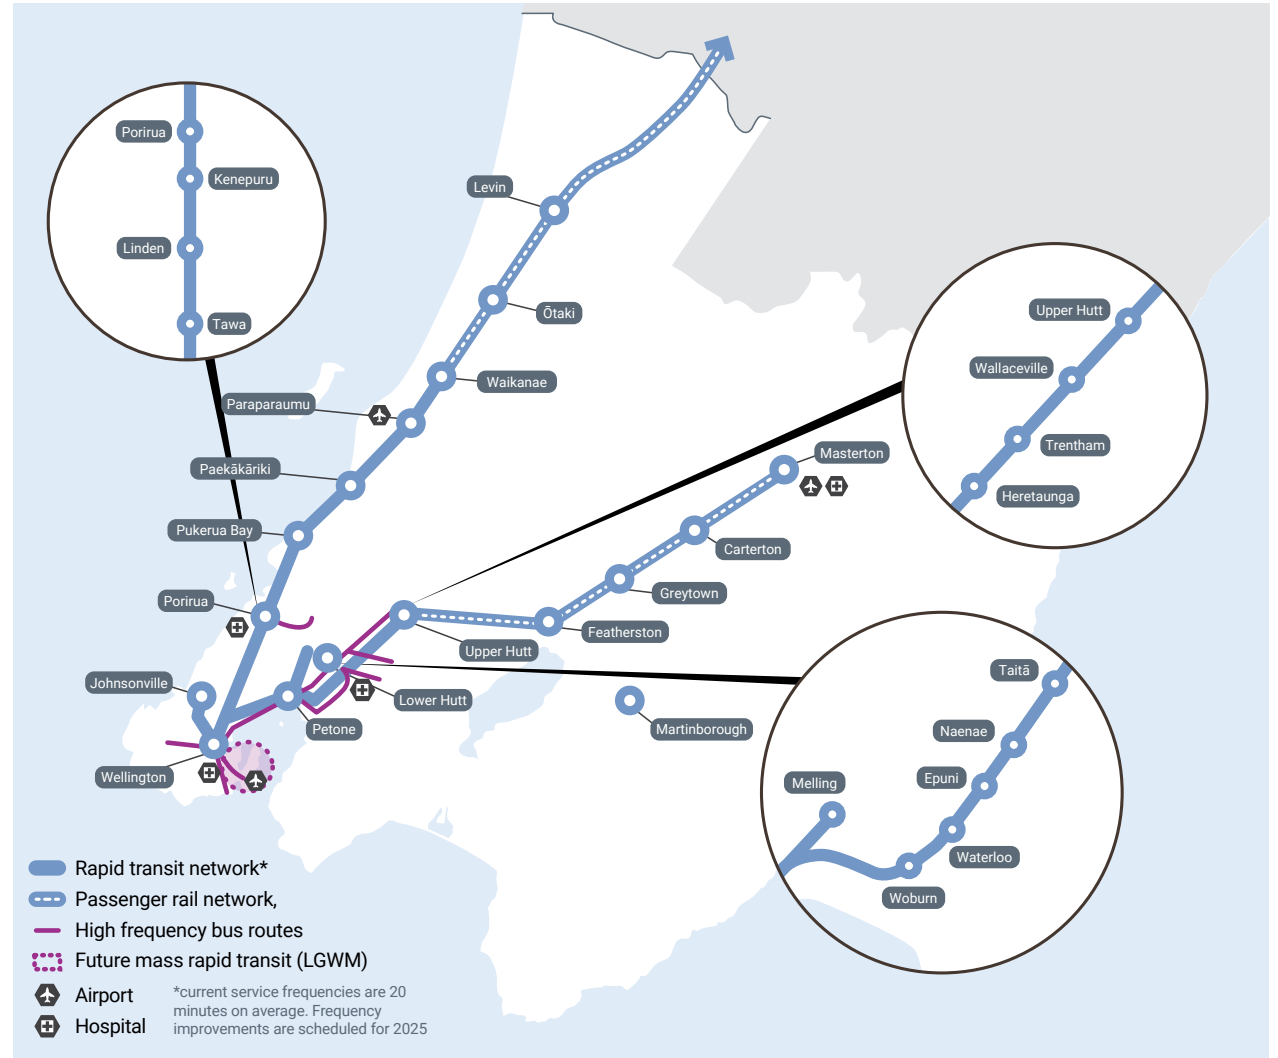 Porirua
Kenepuru
Linden
Tawa
Levin
Ōtaki
Waikanae
Paraparaumu
Paekākāriki
Pukerua Bay
Porirua
Johnsonville
Wellington
Petone
Lower Hutt
Upper Hutt
Featherston
Greytown
Carterton
Masterton
Martinborough
Upper Hutt
Wallaceville
Trentham
Heretaunga
Taitā
Naenae
Epuni
Melling
Waterloo
Woburn
Rapid transit network*
Passenger rail network,
High frequency bus routes
Future mass rapid transit (LGWM)
Airport
Hospital
*current service frequencies are 20
minutes on average. Frequency
improvements are scheduled for 2025